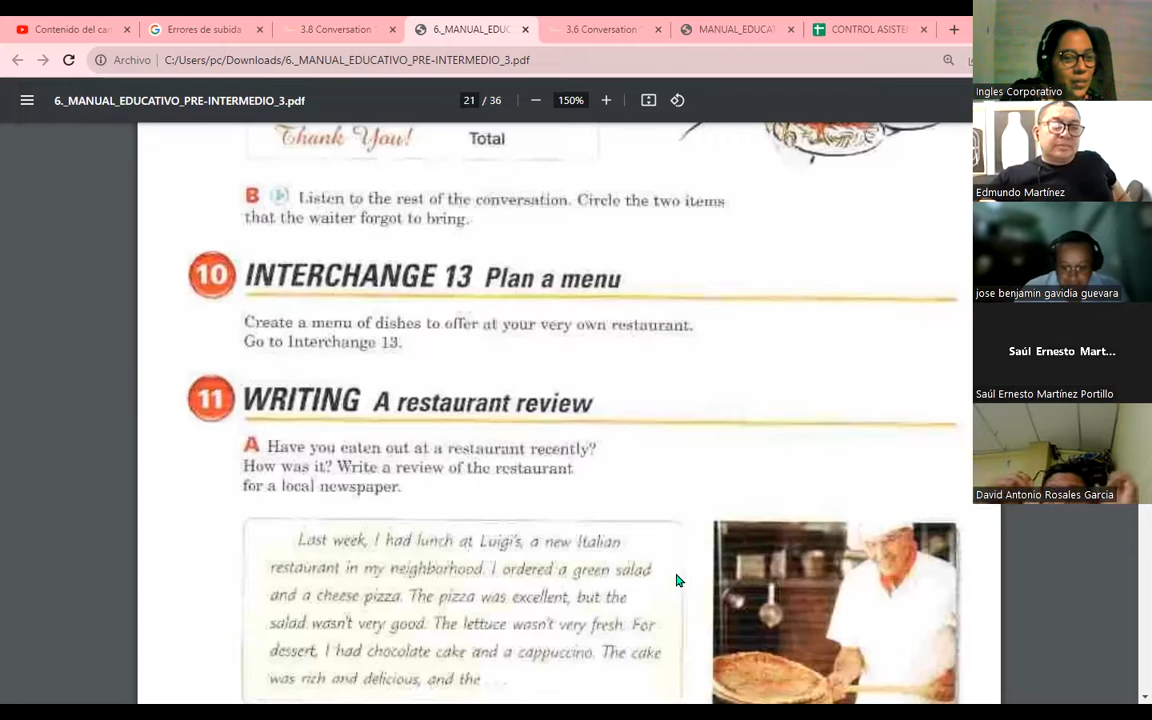 Contenido del can
Errores de subida
3.8 Conversation
6._MANUAL_EDUC
3.6 Conversation
MANUAL EDUCA
CONTROL ASISTE
Archivo
C:/Users/pc/Downloads/6._MANUAL_EDUCATIVO_PRE-INTERMEDIO_3.pdf
6._MANUAL_EDUCATIVO_PRE-INTERMEDIO_3.pdf
21 / 36
150%
Thank You! Total
B Listen to the rest of the conversation. Circle the two items
that the waiter forgot to bring.
10 INTERCHANGE 13 Plan a menu
Create a menu of dishes to offer at your very own restaurant.
Go to Interchange 13.
11 WRITING A restaurant review
A Have you eaten out at a restaurant recently?
How was it? Write a review of the restaurant
for a local newspaper.
Last week, I had lunch at Luigi's, a new Italian
restaurant in my neighborhood. I ordered a green salad
and a cheese pizza. The pizza was excellent, but the
salad wasn't very good. The lettuce wasn't very fresh. For
dessert, I had chocolate cake and a cappuccino. The cake
was rich and delicious, and the ...
Ingles Corporativo
Edmundo Martínez
jose benjamin gavidia guevara
Saúl Ernesto Mart...
Saúl Ernesto Martínez Portillo
David Antonio Rosales Garcia